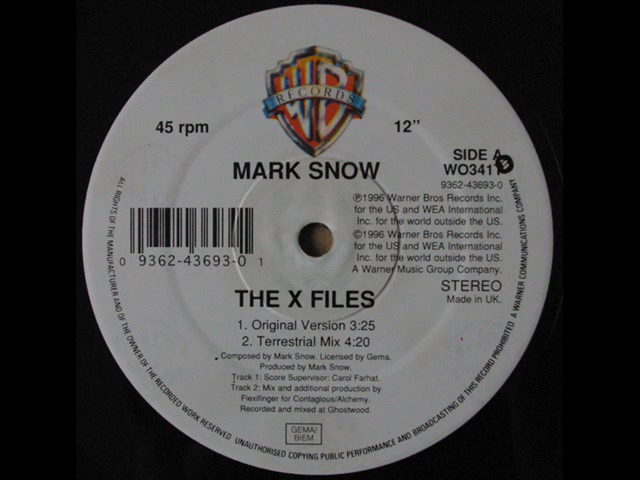 WB
RECORDS
45 rpm
12"
SIDE A
WO341T
9362-43693-0
MARK SNOW
℗1996 Warner Bros Records Inc.
for the US and WEA International
Inc. for the world outside the US.
©1996 Warner Bros Records Inc.
for the US and WEA International
Inc. for the world outside the US.
A Warner Music Group Company.
STEREO
Made in UK.
0 9362-43693-0 1
THE X FILES
1. Original Version 3:25
2. Terrestrial Mix 4:20
Composed by Mark Snow. Licensed by Gema.
Produced by Mark Snow.
Track 1: Score Supervisor: Carol Farhat.
Track 2: Mix and additional production by
Flexifinger for Contagious/Alchemy.
Recorded and mixed at Ghostwood.
GEMA/
BIEM
ALL RIGHTS OF THE MANUFACTURER AND OF THE OWNER OF THE RECORDED WORK RESERVED UNAUTHORISED COPYING PUBLIC PERFORMANCE AND BROADCASTING OF THIS RECORD PROHIBITED A WARNER COMMUNICATIONS COMPANY